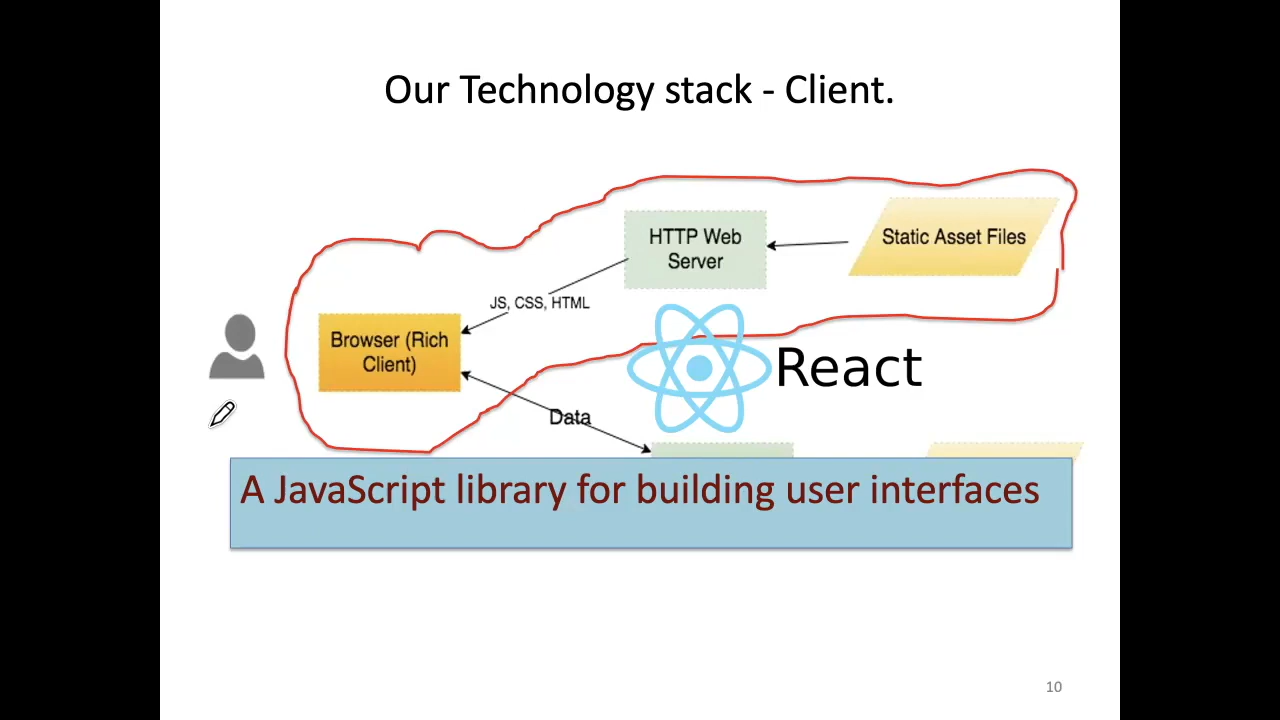 Our Technology stack - Client.
HTTP Web
Server
Static Asset Files
JS, CSS, HTML
Browser (Rich
Client)
React
Data
A JavaScript library for building user interfaces
10